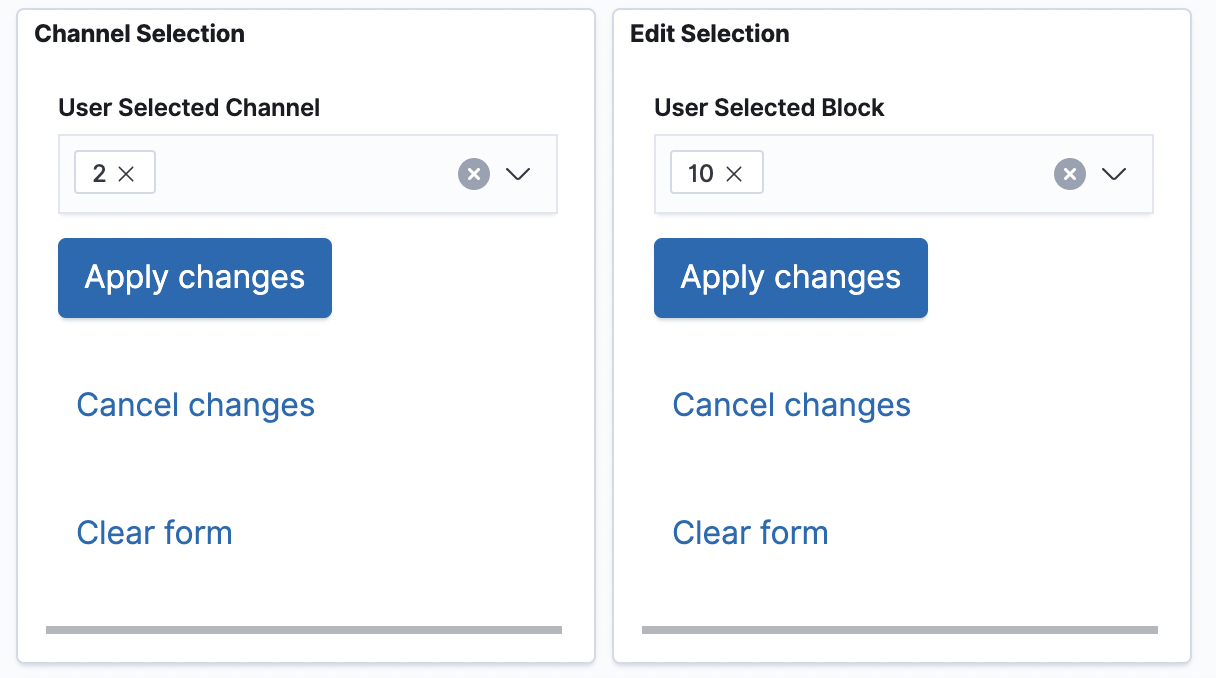 Channel Selection
User Selected Channel
2
Apply changes
Cancel changes
Clear form
Edit Selection
User Selected Block
10
Apply changes
Cancel changes
Clear form